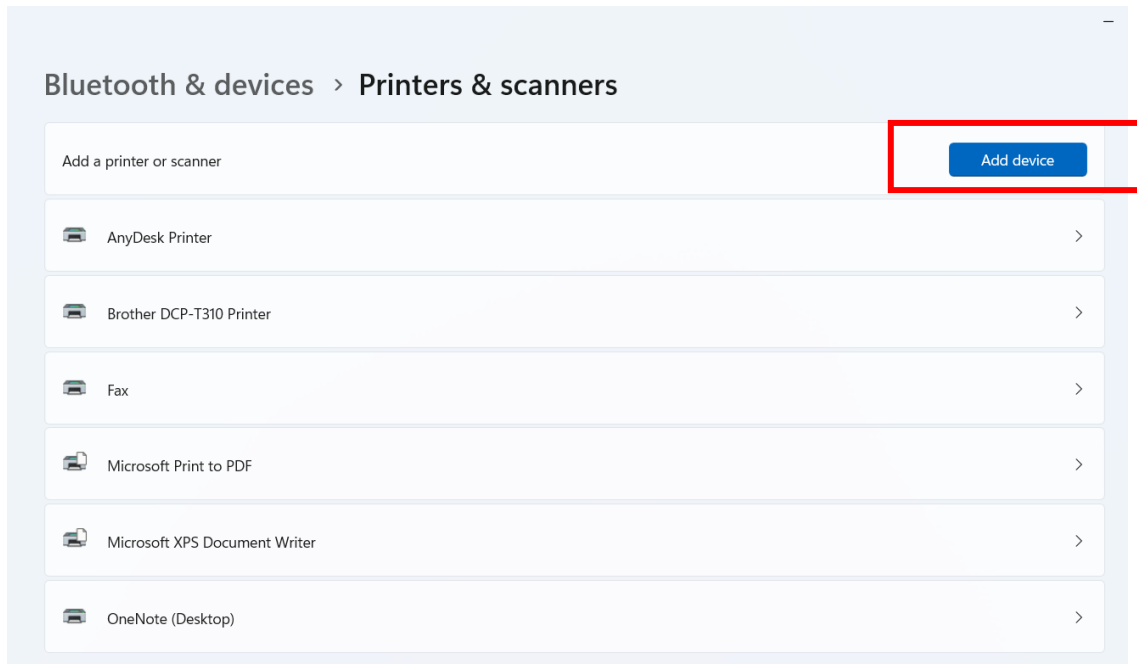 Bluetooth & devices > Printers & scanners
Add a printer or scanner
Add device
AnyDesk Printer
Brother DCP-T310 Printer
Fax
Microsoft Print to PDF
Microsoft XPS Document Writer
OneNote (Desktop)